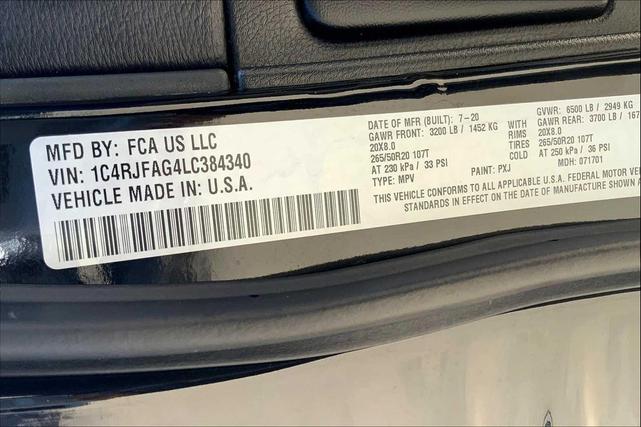 MFD BY: FCA US LLC
VIN: 1C4RJFAG4LC384340
VEHICLE MADE IN: U.S.A.
DATE OF MFR (BUILT): 7-20 GVWR: 6500 LB / 2949 KG
GAWR FRONT: 3200 LB / 1452 KG WITH GAWR REAR: 3700 LB / 167
20X8.0 RIMS 20X8.0
265/50R20 107T TIRES 265/50R20 107T
AT 230 kPa / 33 PSI COLD AT 250 kPa / 36 PSI
TYPE: MPV PAINT: PXJ MDH: 071701
THIS VEHICLE CONFORMS TO ALL APPLICABLE U.S.A. FEDERAL MOTOR VEH
STANDARDS IN EFFECT ON THE DATE OF MANUFACTURE